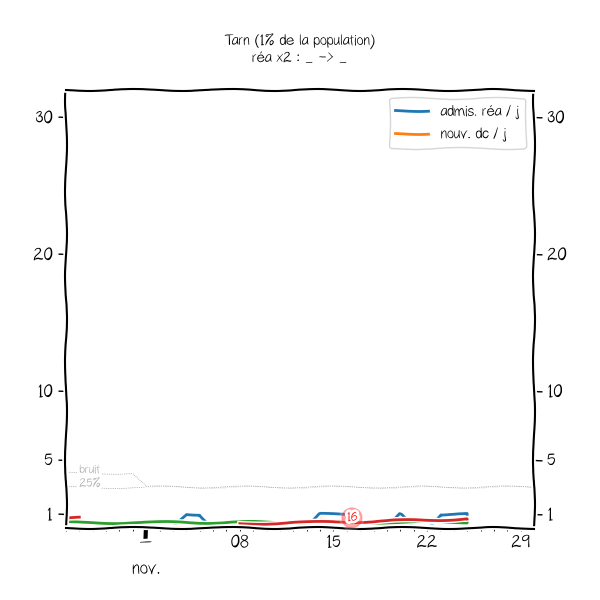 Tarn (1% de la population)
réa x2 : _ -> _
admis. réa / j
nouv. dc / j
30
30
20
20
10
10
5
5
bruit
25%
1
1
16
1
08
15
22
29
nov.